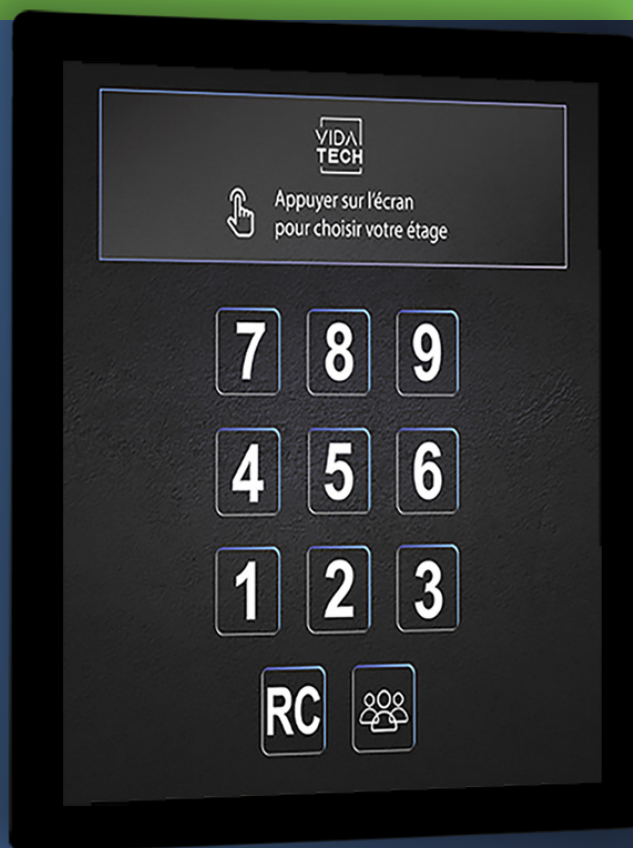 VIDA
TECH
Appuyer sur l'écran
pour choisir votre étage
7 8 9
4 5 6
1 2 3
RC